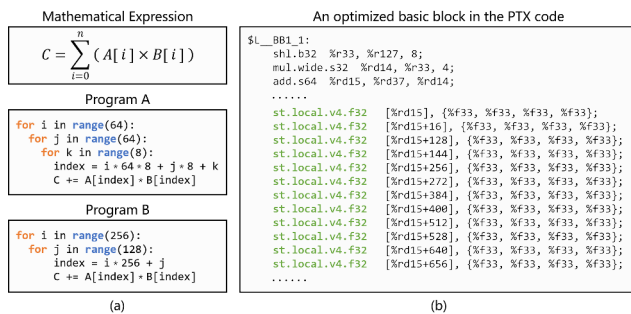 Mathematical Expression
C = \sum_{i=0}^{n} ( A[ i ] × B[ i ] )
Program A
for i in range(64):
for j in range(64):
for k in range(8):
index = i*64*8 + j*8 + k
C += A[index]*B[index]
Program B
for i in range(256):
for j in range(128):
index = i*256 + j
C += A[index]*B[index]
(a)
An optimized basic block in the PTX code
$L__BB1_1:
shl.b32 %r33, %r127, 8;
mul.wide.s32 %rd14, %r33, 4;
add.s64 %rd15, %rd37, %rd14;
......
st.local.v4.f32 [%rd15], {%f33, %f33, %f33, %f33};
st.local.v4.f32 [%rd15+16], {%f33, %f33, %f33, %f33};
st.local.v4.f32 [%rd15+128], {%f33, %f33, %f33, %f33};
st.local.v4.f32 [%rd15+144], {%f33, %f33, %f33, %f33};
st.local.v4.f32 [%rd15+256], {%f33, %f33, %f33, %f33};
st.local.v4.f32 [%rd15+272], {%f33, %f33, %f33, %f33};
st.local.v4.f32 [%rd15+384], {%f33, %f33, %f33, %f33};
st.local.v4.f32 [%rd15+400], {%f33, %f33, %f33, %f33};
st.local.v4.f32 [%rd15+512], {%f33, %f33, %f33, %f33};
st.local.v4.f32 [%rd15+528], {%f33, %f33, %f33, %f33};
st.local.v4.f32 [%rd15+640], {%f33, %f33, %f33, %f33};
st.local.v4.f32 [%rd15+656], {%f33, %f33, %f33, %f33};
......
(b)